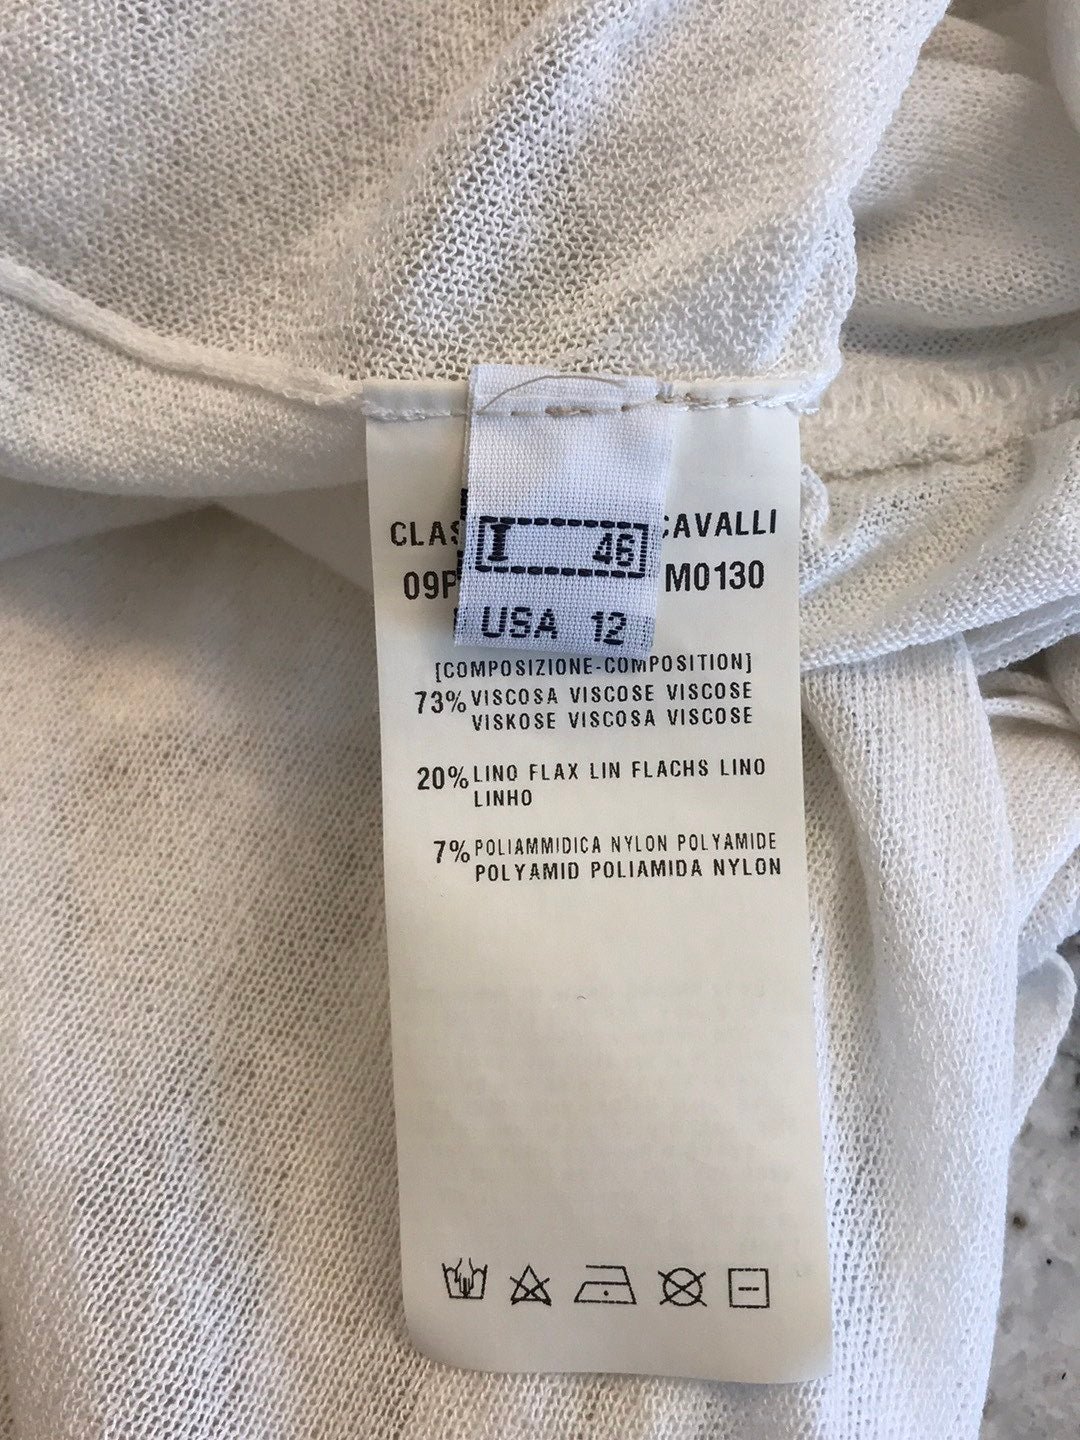 I 46
USA 12
CAVALLI
09P M0130
[COMPOSIZIONE-COMPOSITION]
73% VISCOSA VISCOSE VISCOSE
VISKOSE VISCOSA VISCOSE
20% LINO FLAX LIN FLACHS LINO
LINHO
7% POLIAMMIDICA NYLON POLYAMIDE
POLYAMID POLIAMIDA NYLON